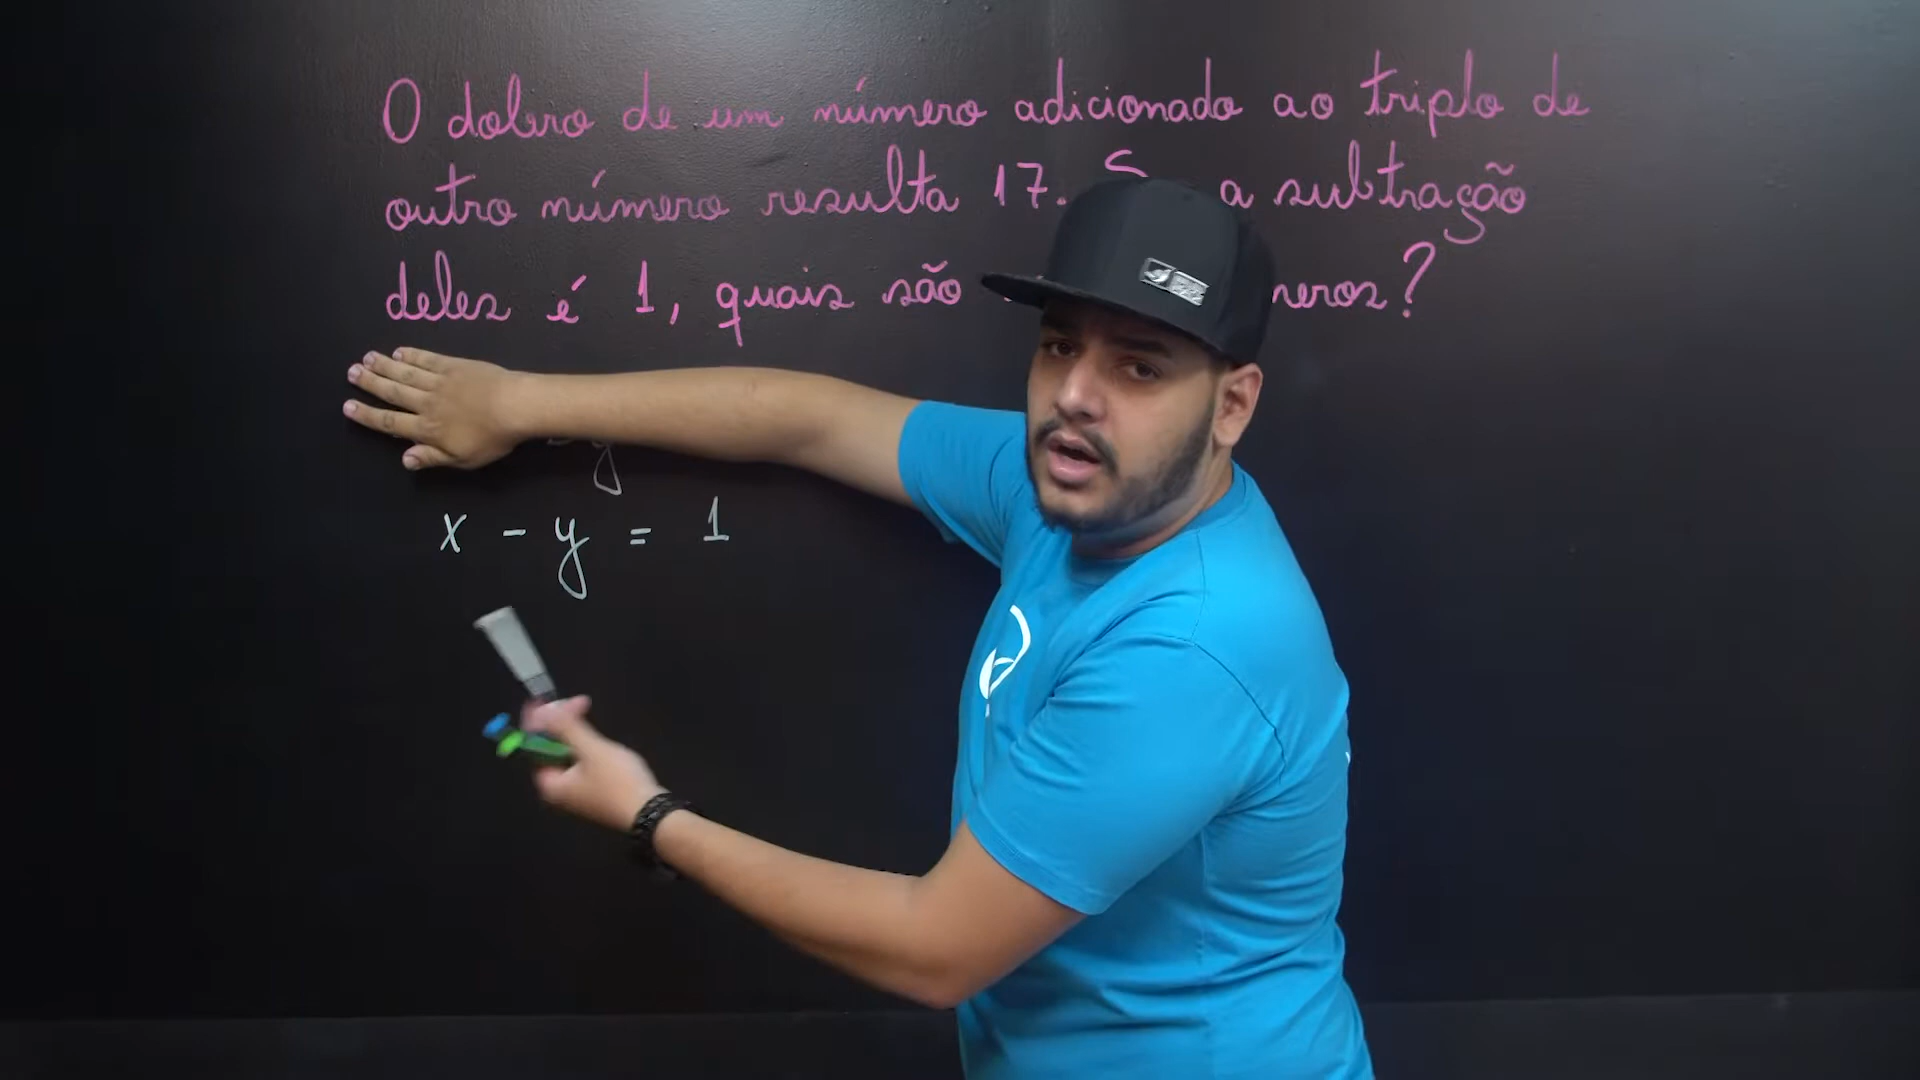 O dobro de um número adicionado ao triplo de
outro número resulta 17. a subtração
deles é 1, quais são neros?
y
x - y = 1